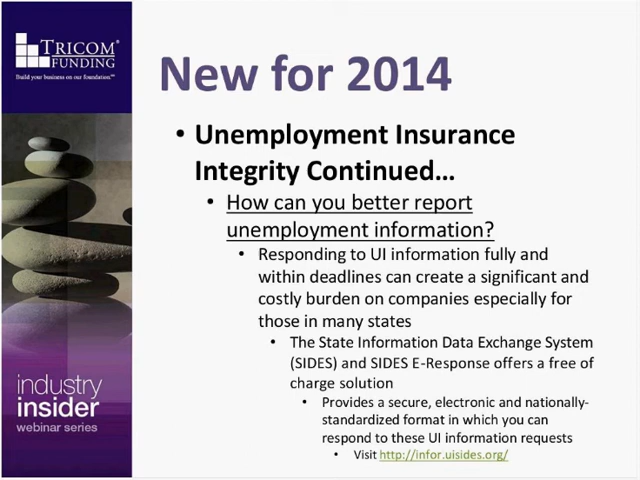 TRICOM®
FUNDING
Build your business on our foundation.℠
New for 2014
• Unemployment Insurance
Integrity Continued…
• How can you better report
unemployment information?
• Responding to UI information fully and
within deadlines can create a significant and
costly burden on companies especially for
those in many states
• The State Information Data Exchange System
(SIDES) and SIDES E-Response offers a free of
charge solution
• Provides a secure, electronic and nationally-
standardized format in which you can
respond to these UI information requests
• Visit http://infor.uisides.org/
industry
insider
webinar series